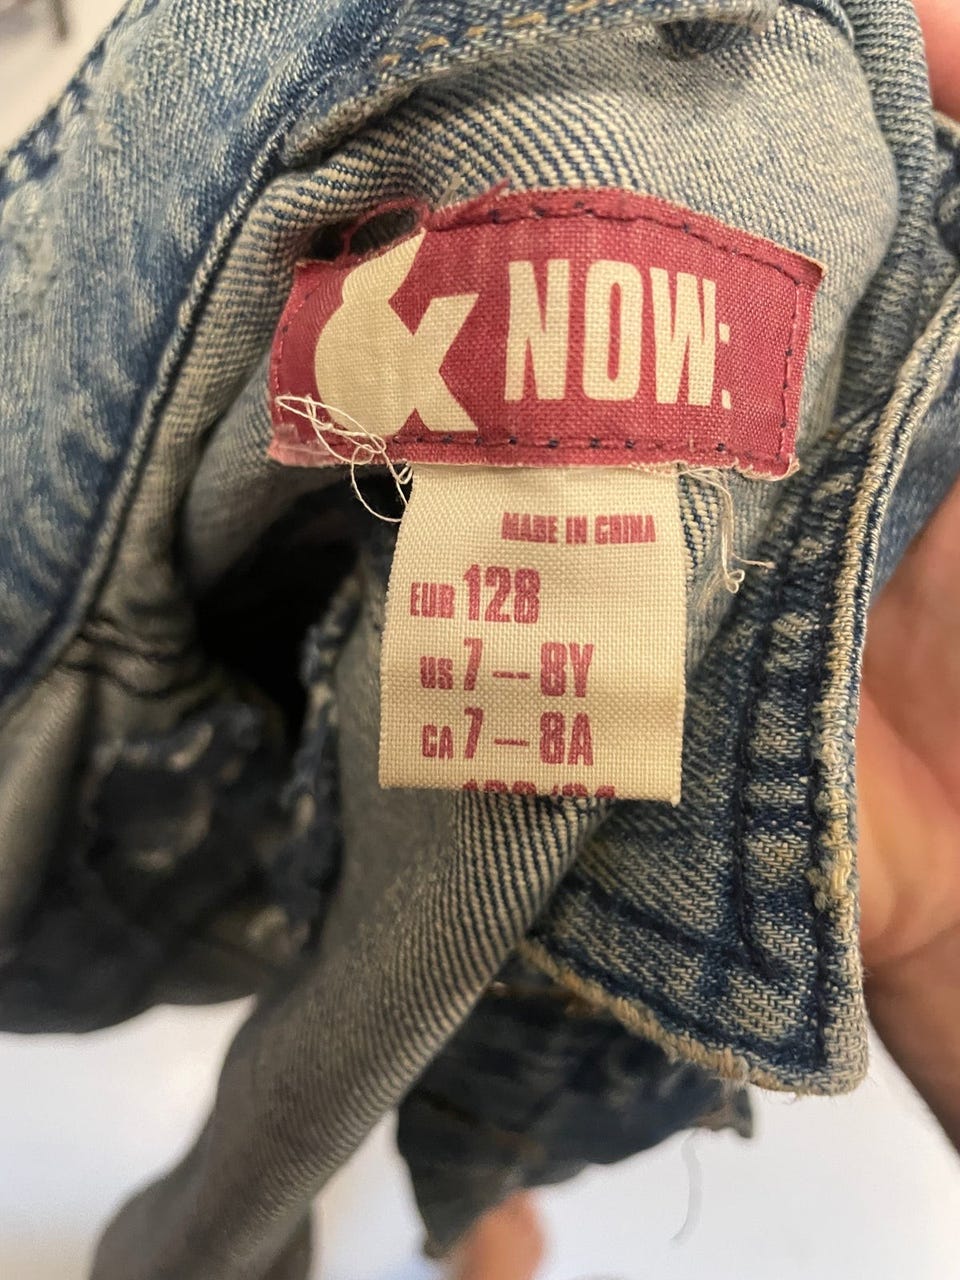 & NOW:
MADE IN CHINA
EUR 128
US 7–8Y
CA 7–8A